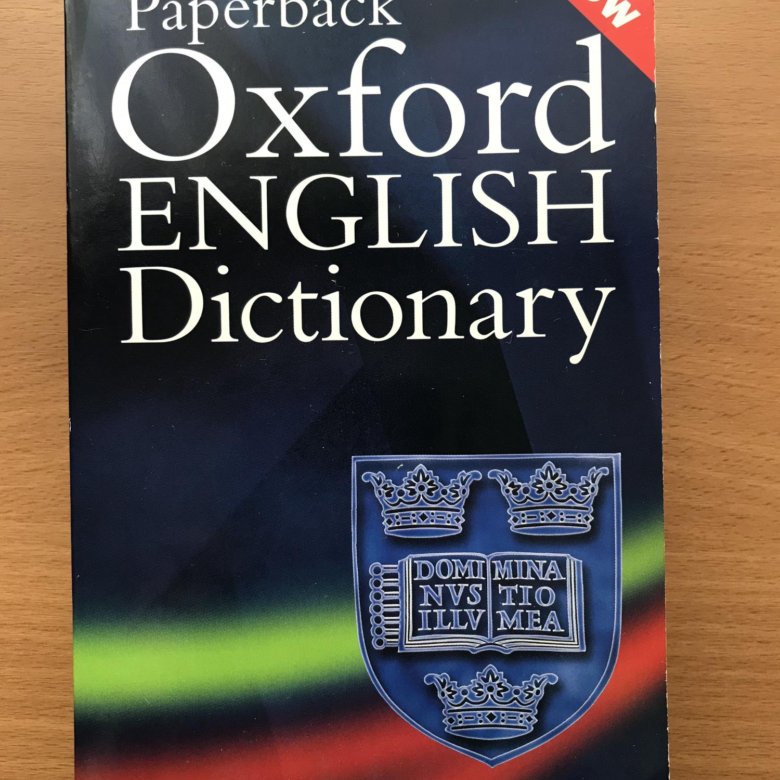 Paperback
Oxford
ENGLISH
Dictionary
DOMI MINA
NVS TIO
ILLV MEA